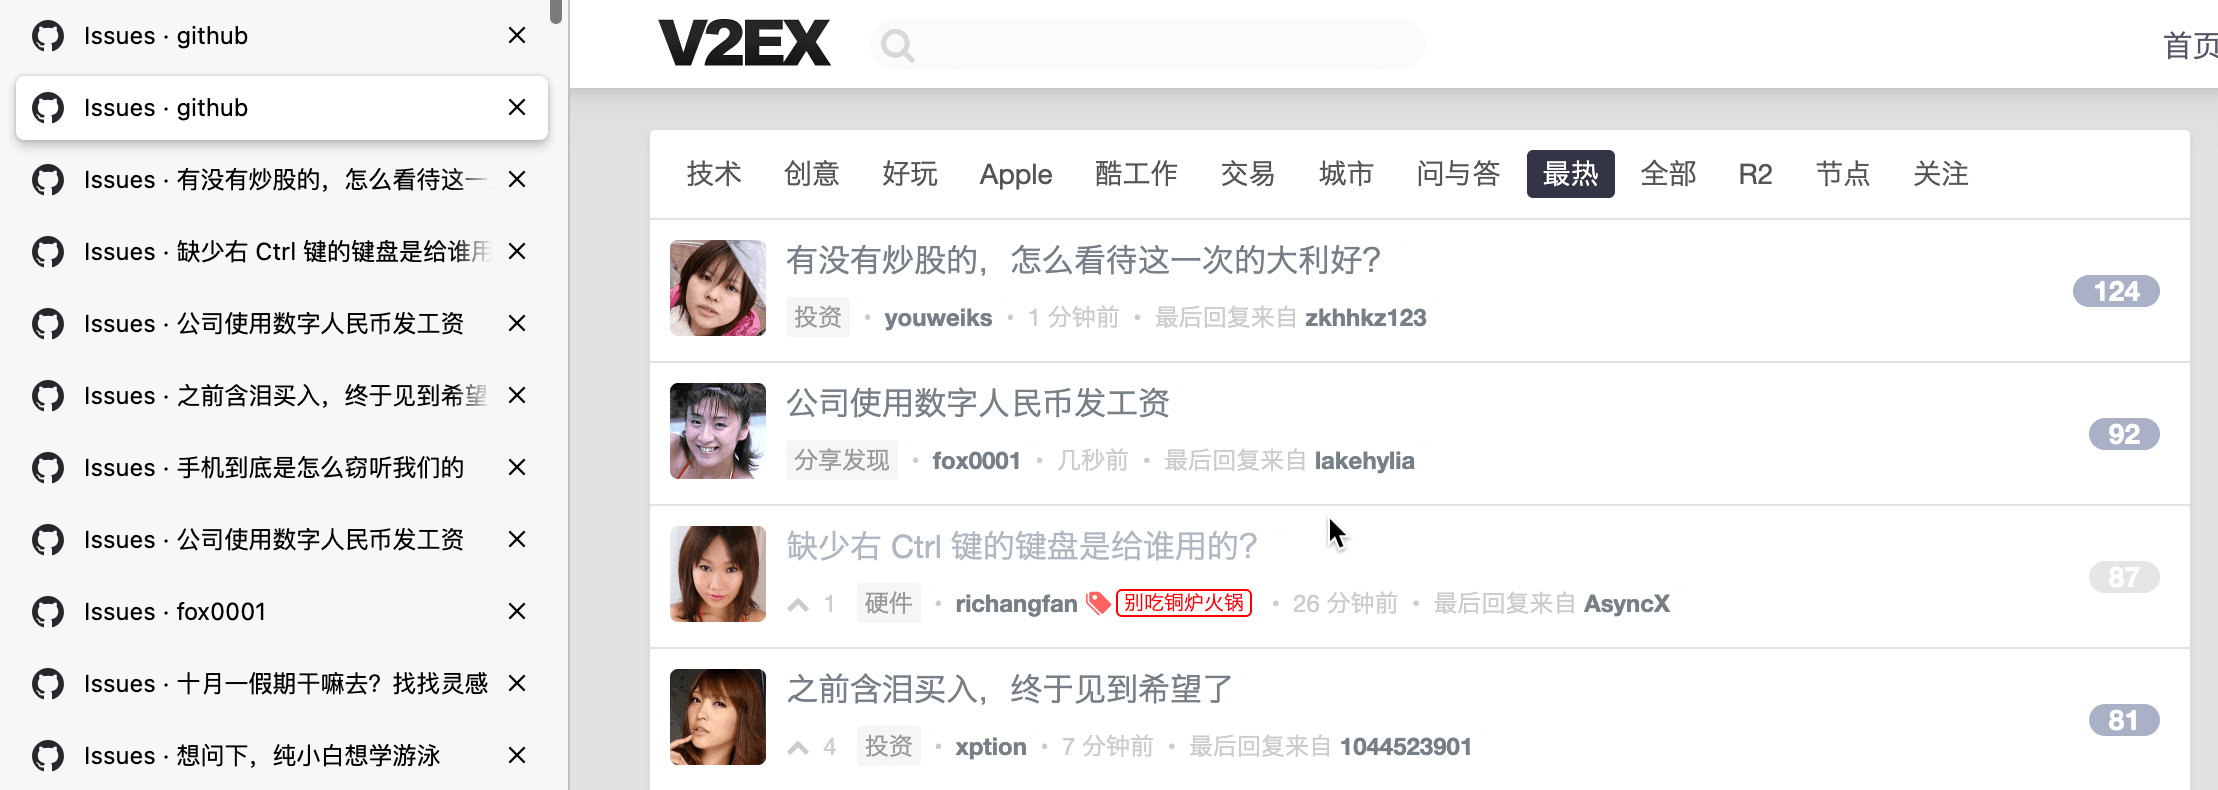 Issues · github
Issues · github
Issues · 有没有炒股的，怎么看待这一
Issues · 缺少右 Ctrl 键的键盘是给谁用
Issues · 公司使用数字人民币发工资
Issues · 之前含泪买入，终于见到希望
Issues · 手机到底是怎么窃听我们的
Issues · 公司使用数字人民币发工资
Issues · fox0001
Issues · 十月一假期干嘛去？找找灵感
Issues · 想问下，纯小白想学游泳
V2EX
首页
技术 创意 好玩 Apple 酷工作 交易 城市 问与答 最热 全部 R2 节点 关注
有没有炒股的，怎么看待这一次的大利好？
124
投资 • youweiks • 1 分钟前 • 最后回复来自 zkhhkz123
公司使用数字人民币发工资
92
分享发现 • fox0001 • 几秒前 • 最后回复来自 lakehylia
缺少右 Ctrl 键的键盘是给谁用的？
87
1 硬件 • richangfan 别吃铜炉火锅 • 26 分钟前 • 最后回复来自 AsyncX
之前含泪买入，终于见到希望了
81
4 投资 • xption • 7 分钟前 • 最后回复来自 1044523901